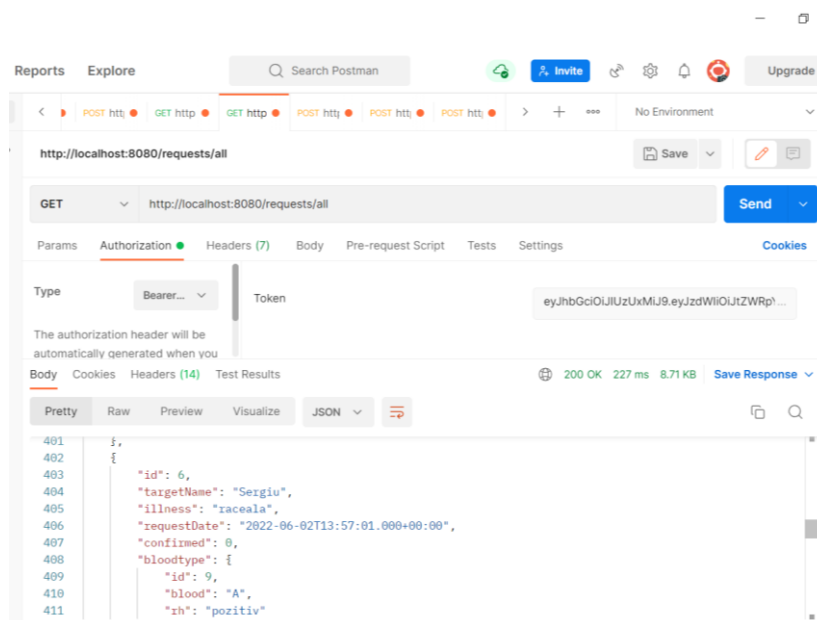 Reports Explore Search Postman Invite Upgrade
POST http GET http GET http POST http POST http POST http No Environment
http://localhost:8080/requests/all Save
GET http://localhost:8080/requests/all Send
Params Authorization Headers (7) Body Pre-request Script Tests Settings Cookies
Type Bearer... Token eyJhbGciOiJIUzUxMiJ9.eyJzdWIiOiJtZWRp...
The authorization header will be
automatically generated when you
Body Cookies Headers (14) Test Results 200 OK 227 ms 8.71 KB Save Response
Pretty Raw Preview Visualize JSON
401 },
402 {
403 "id": 6,
404 "targetName": "Sergiu",
405 "illness": "raceala",
406 "requestDate": "2022-06-02T13:57:01.000+00:00",
407 "confirmed": 0,
408 "bloodtype": {
409 "id": 9,
410 "blood": "A",
411 "rh": "pozitiv"